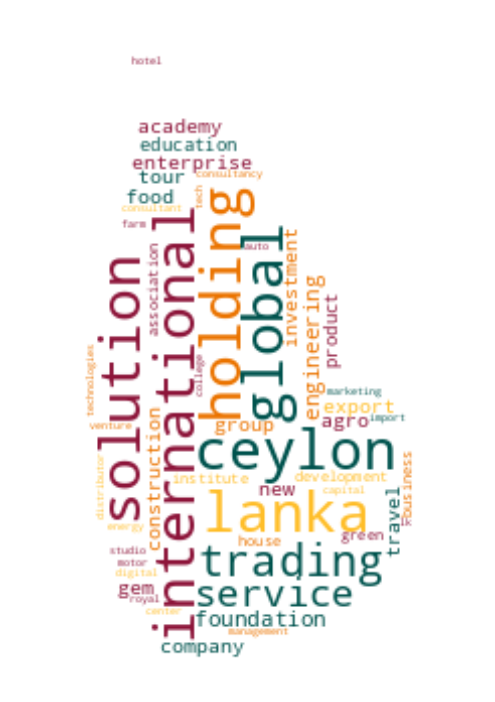 hotel
academy
education
enterprise
tour
consultancy
food
tech
consultant
farm
holding
international
global
auto
association
investment
solution
engineering
product
technologies
college
marketing
export
import
venture
group
agro
construction
ceylon
business
distributor
institute
development
new
capital
travel
lanka
energy
house
green
studio
trading
motor
digital
gem
service
royal
center
foundation
management
company